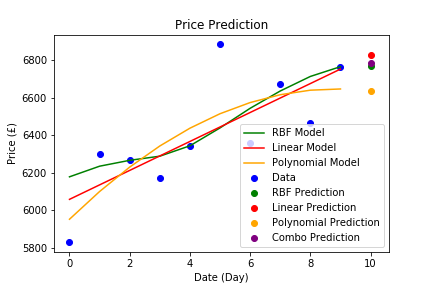 Price Prediction
Price (£)
6800
6600
6400
6200
6000
5800
0
2
4
6
8
10
Date (Day)
RBF Model
Linear Model
Polynomial Model
Data
RBF Prediction
Linear Prediction
Polynomial Prediction
Combo Prediction